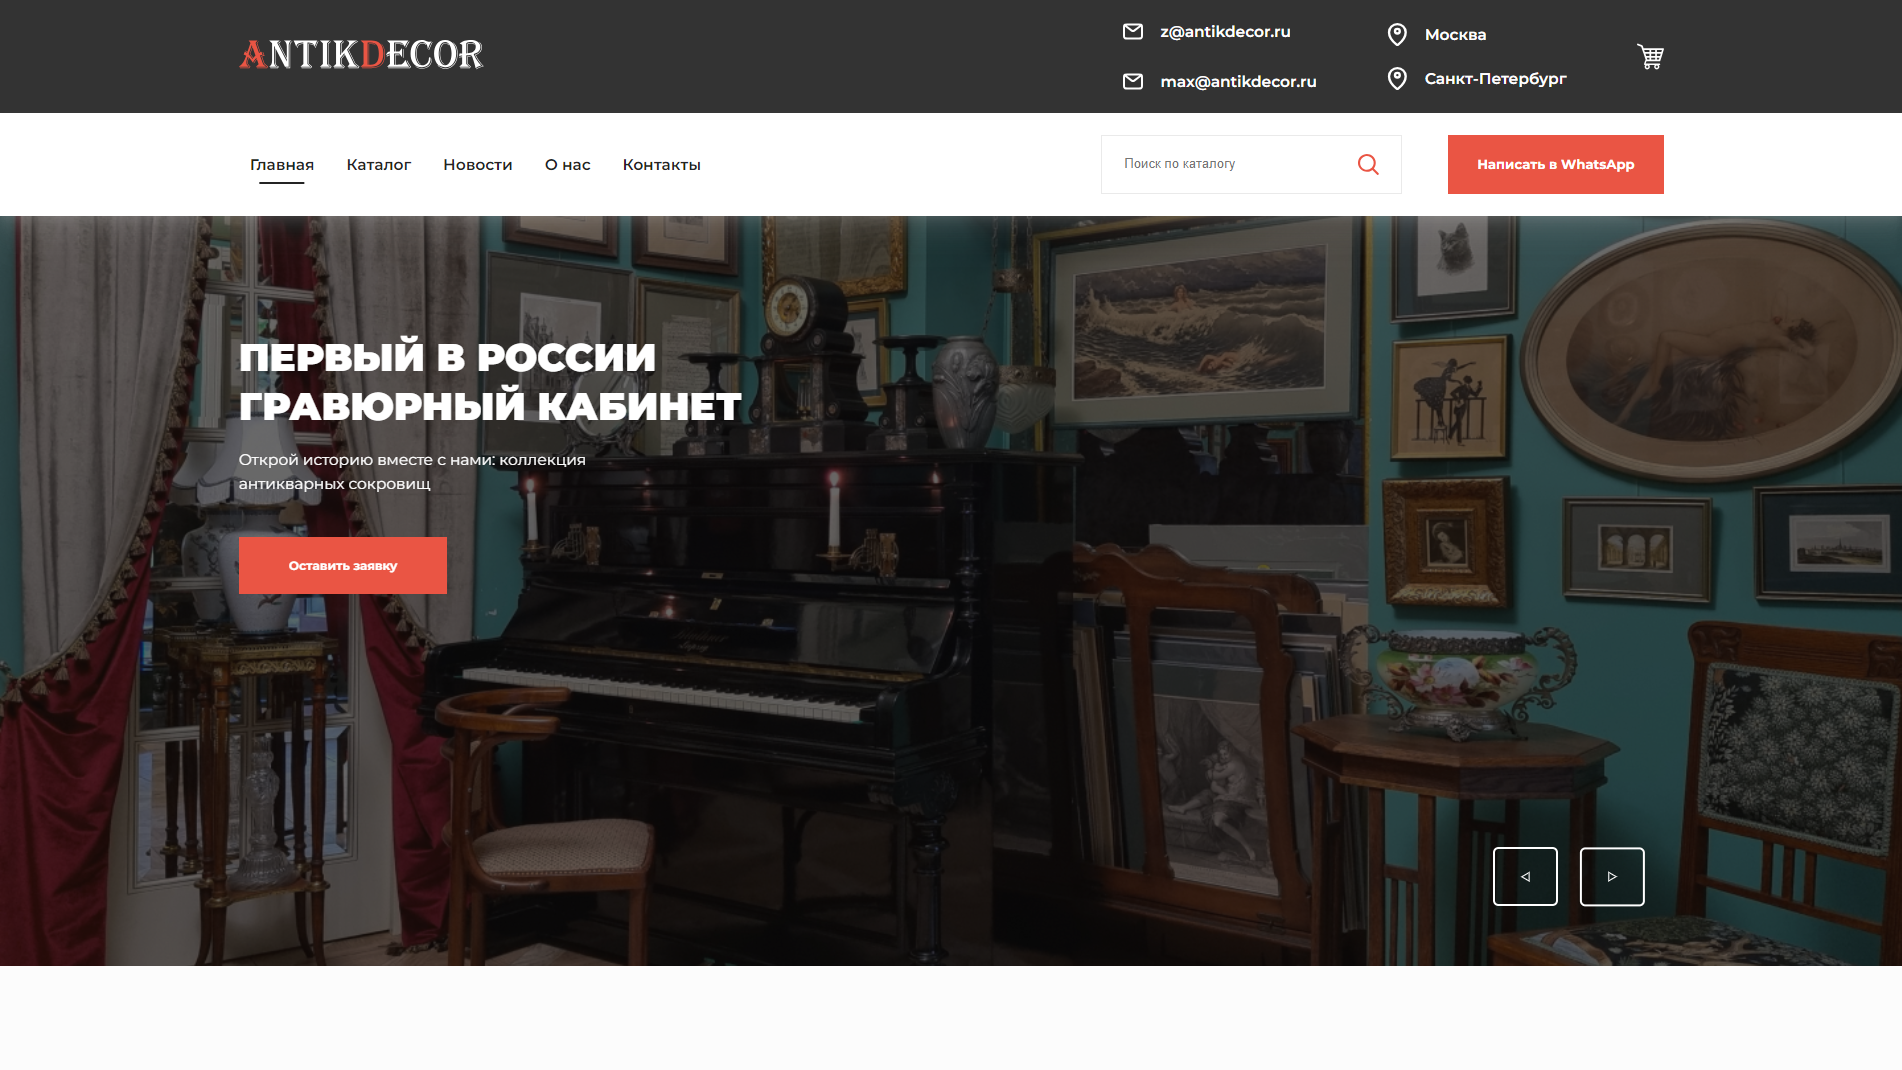 ANTIKDECOR
z@antikdecor.ru
max@antikdecor.ru
Москва
Санкт-Петербург
Главная
Каталог
Новости
О нас
Контакты
Поиск по каталогу
Написать в WhatsApp
ПЕРВЫЙ В РОССИИ
ГРАВЮРНЫЙ КАБИНЕТ
Открой историю вместе с нами: коллекция
антикварных сокровищ
Оставить заявку